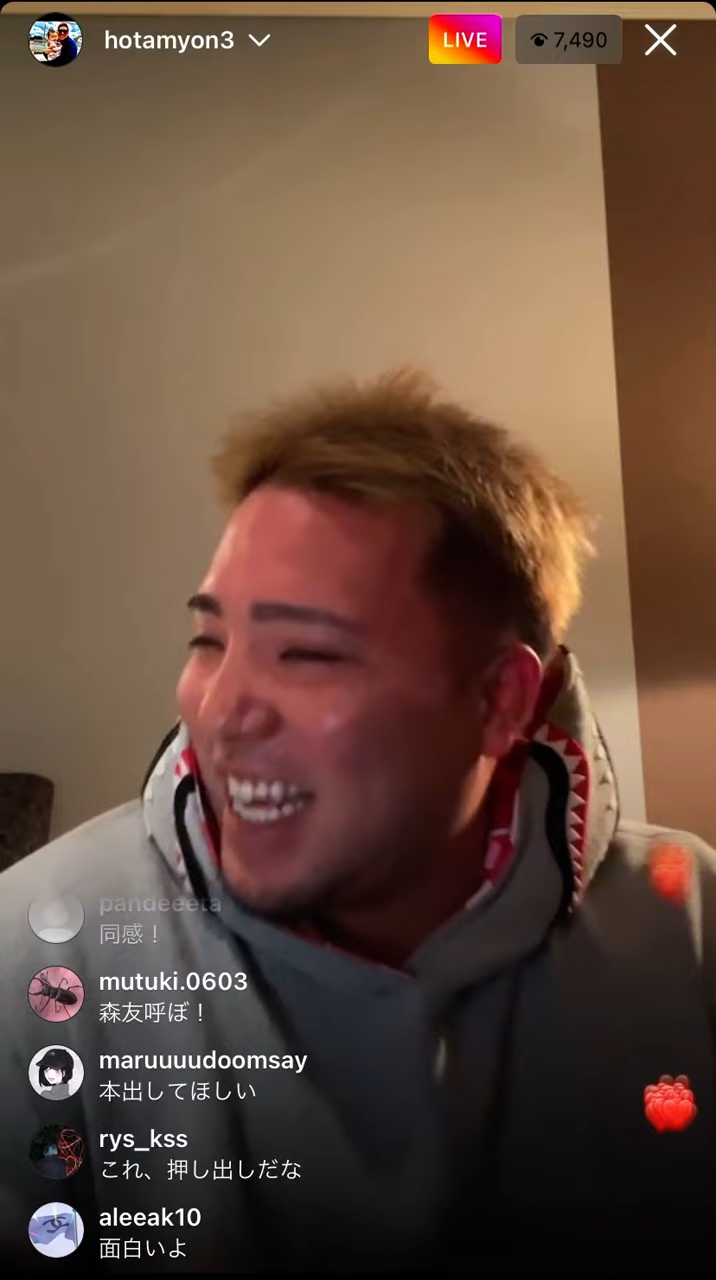 hotamyon3
LIVE
7,490
pandeeeta
同感！
mutuki.0603
森友呼ぼ！
maruuuudoomsay
本出してほしい
rys_kss
これ、押し出しだな
aleeak10
面白いよ